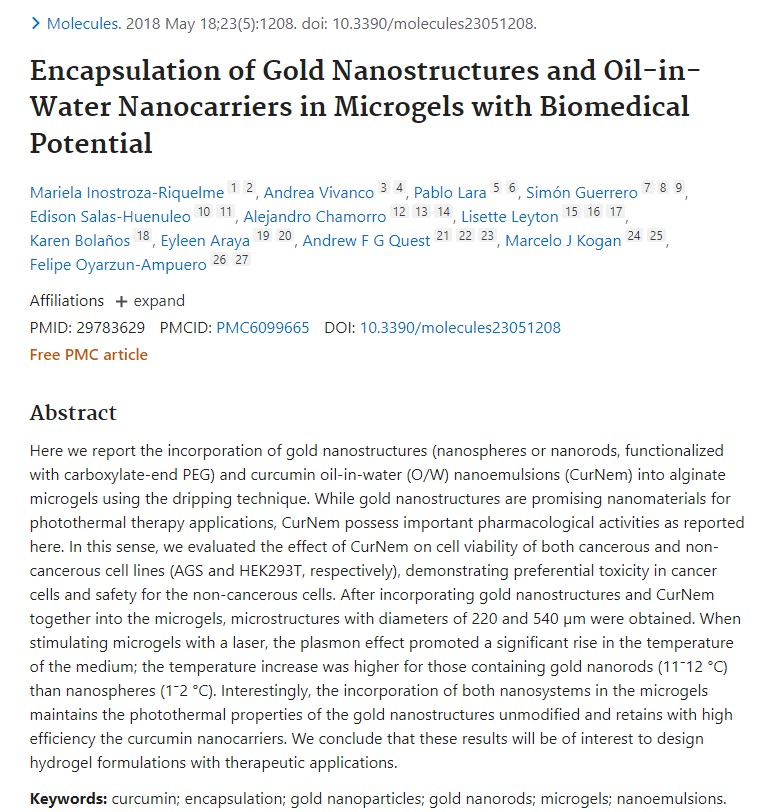 > Molecules. 2018 May 18;23(5):1208. doi: 10.3390/molecules23051208.
Encapsulation of Gold Nanostructures and Oil-in-
Water Nanocarriers in Microgels with Biomedical
Potential
Mariela Inostroza-Riquelme 1 2, Andrea Vivanco 3 4, Pablo Lara 5 6, Simón Guerrero 7 8 9,
Edison Salas-Huenuleo 10 11, Alejandro Chamorro 12 13 14, Lisette Leyton 15 16 17,
Karen Bolaños 18, Eyleen Araya 19 20, Andrew F G Quest 21 22 23, Marcelo J Kogan 24 25,
Felipe Oyarzun-Ampuero 26 27
Affiliations + expand
PMID: 29783629 PMCID: PMC6099665 DOI: 10.3390/molecules23051208
Free PMC article
Abstract
Here we report the incorporation of gold nanostructures (nanospheres or nanorods, functionalized
with carboxylate-end PEG) and curcumin oil-in-water (O/W) nanoemulsions (CurNem) into alginate
microgels using the dripping technique. While gold nanostructures are promising nanomaterials for
photothermal therapy applications, CurNem possess important pharmacological activities as reported
here. In this sense, we evaluated the effect of CurNem on cell viability of both cancerous and non-
cancerous cell lines (AGS and HEK293T, respectively), demonstrating preferential toxicity in cancer
cells and safety for the non-cancerous cells. After incorporating gold nanostructures and CurNem
together into the microgels, microstructures with diameters of 220 and 540 µm were obtained. When
stimulating microgels with a laser, the plasmon effect promoted a significant rise in the temperature
of the medium; the temperature increase was higher for those containing gold nanorods (11⁻12 °C)
than nanospheres (1⁻2 °C). Interestingly, the incorporation of both nanosystems in the microgels
maintains the photothermal properties of the gold nanostructures unmodified and retains with high
efficiency the curcumin nanocarriers. We conclude that these results will be of interest to design
hydrogel formulations with therapeutic applications.
Keywords: curcumin; encapsulation; gold nanoparticles; gold nanorods; microgels; nanoemulsions.